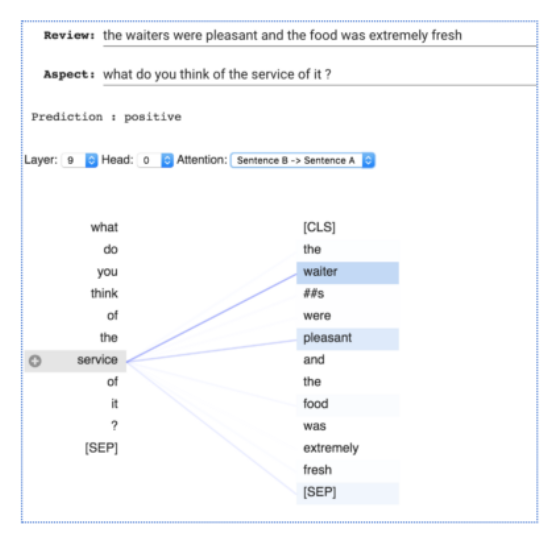 Review: the waiters were pleasant and the food was extremely fresh
Aspect: what do you think of the service of it ?
Prediction : positive
Layer: 9 Head: 0 Attention: Sentence B -> Sentence A
what [CLS]
do the
you waiter
think ##s
of were
the pleasant
service and
of the
it food
? was
[SEP] extremely
fresh
[SEP]